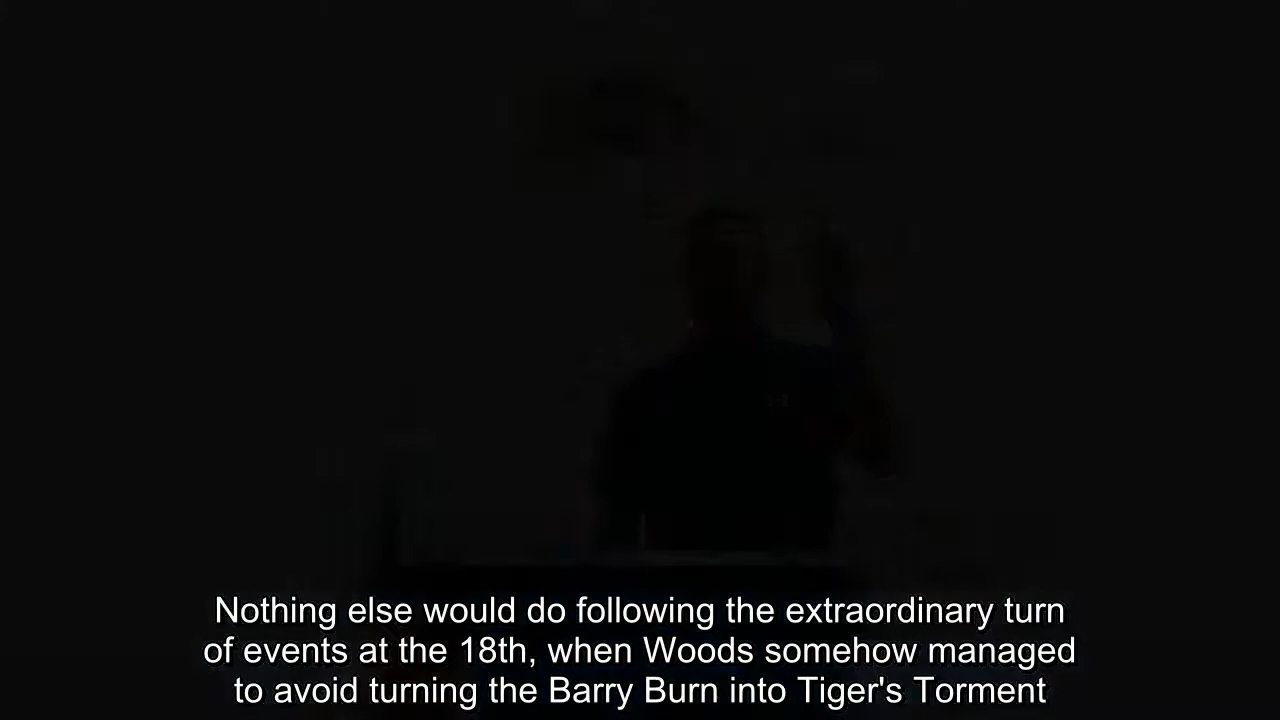 Nothing else would do following the extraordinary turn
of events at the 18th, when Woods somehow managed
to avoid turning the Barry Burn into Tiger's Torment